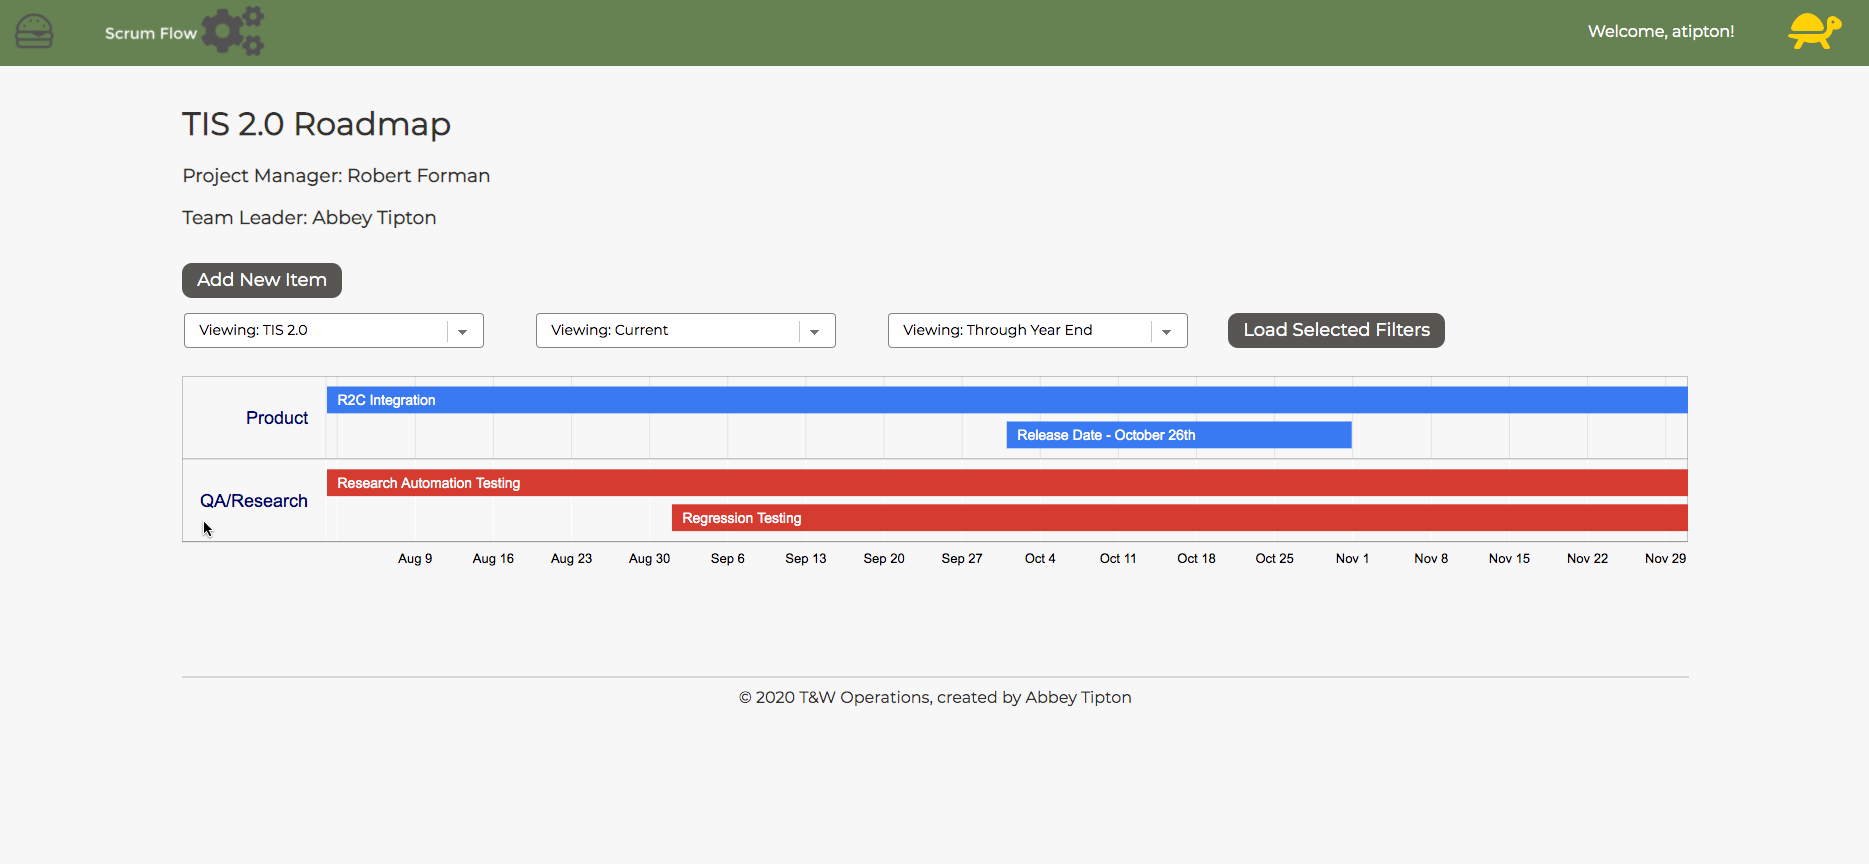 Scrum Flow
Welcome, atipton!
TIS 2.0 Roadmap
Project Manager: Robert Forman
Team Leader: Abbey Tipton
Add New Item
Viewing: TIS 2.0
Viewing: Current
Viewing: Through Year End
Load Selected Filters
Product
R2C Integration
Release Date - October 26th
QA/Research
Research Automation Testing
Regression Testing
Aug 9 Aug 16 Aug 23 Aug 30 Sep 6 Sep 13 Sep 20 Sep 27 Oct 4 Oct 11 Oct 18 Oct 25 Nov 1 Nov 8 Nov 15 Nov 22 Nov 29
© 2020 T&W Operations, created by Abbey Tipton